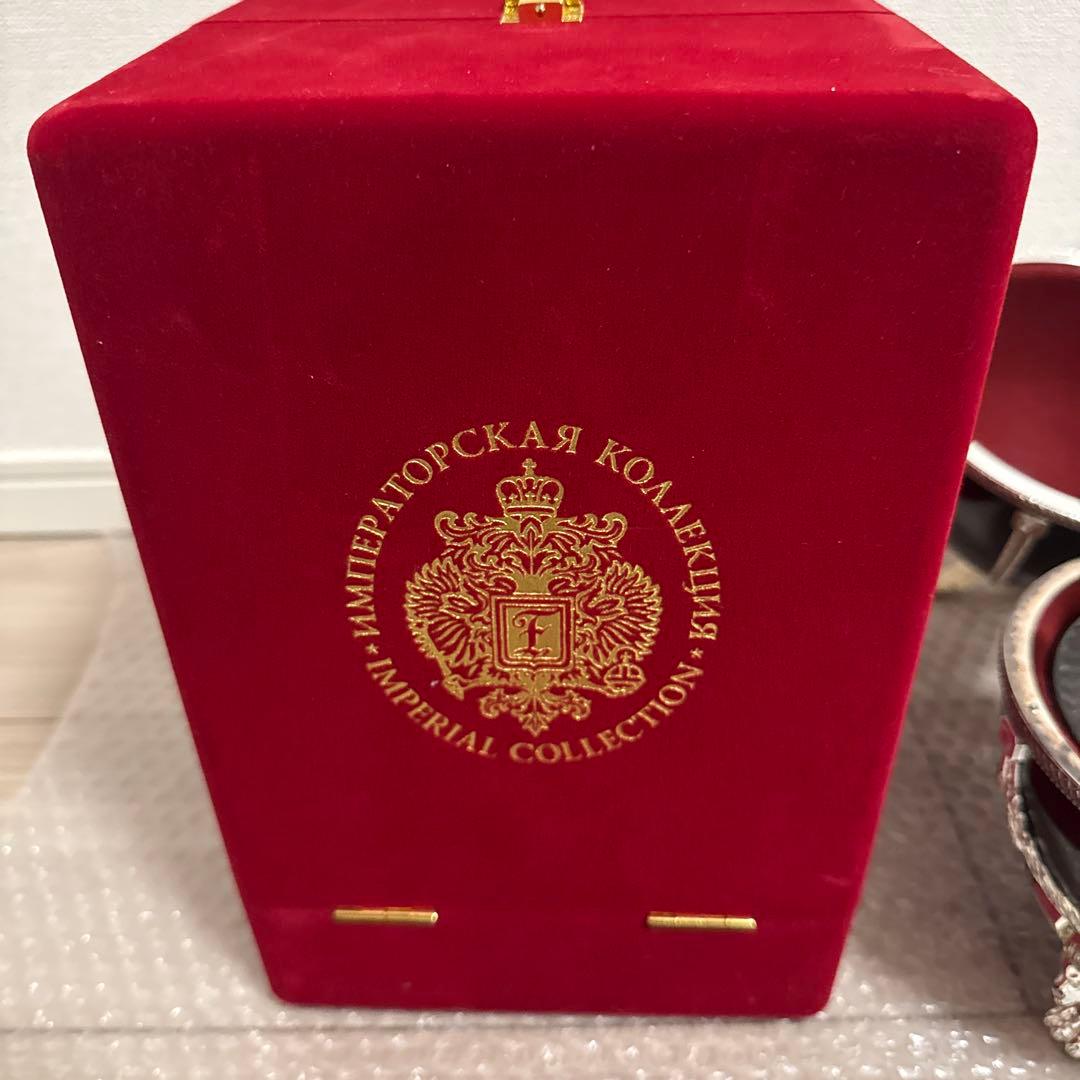 ИМПЕРАТОРСКАЯ КОЛЛЕКЦИЯ
F
★ IMPERIAL COLLECTION ★